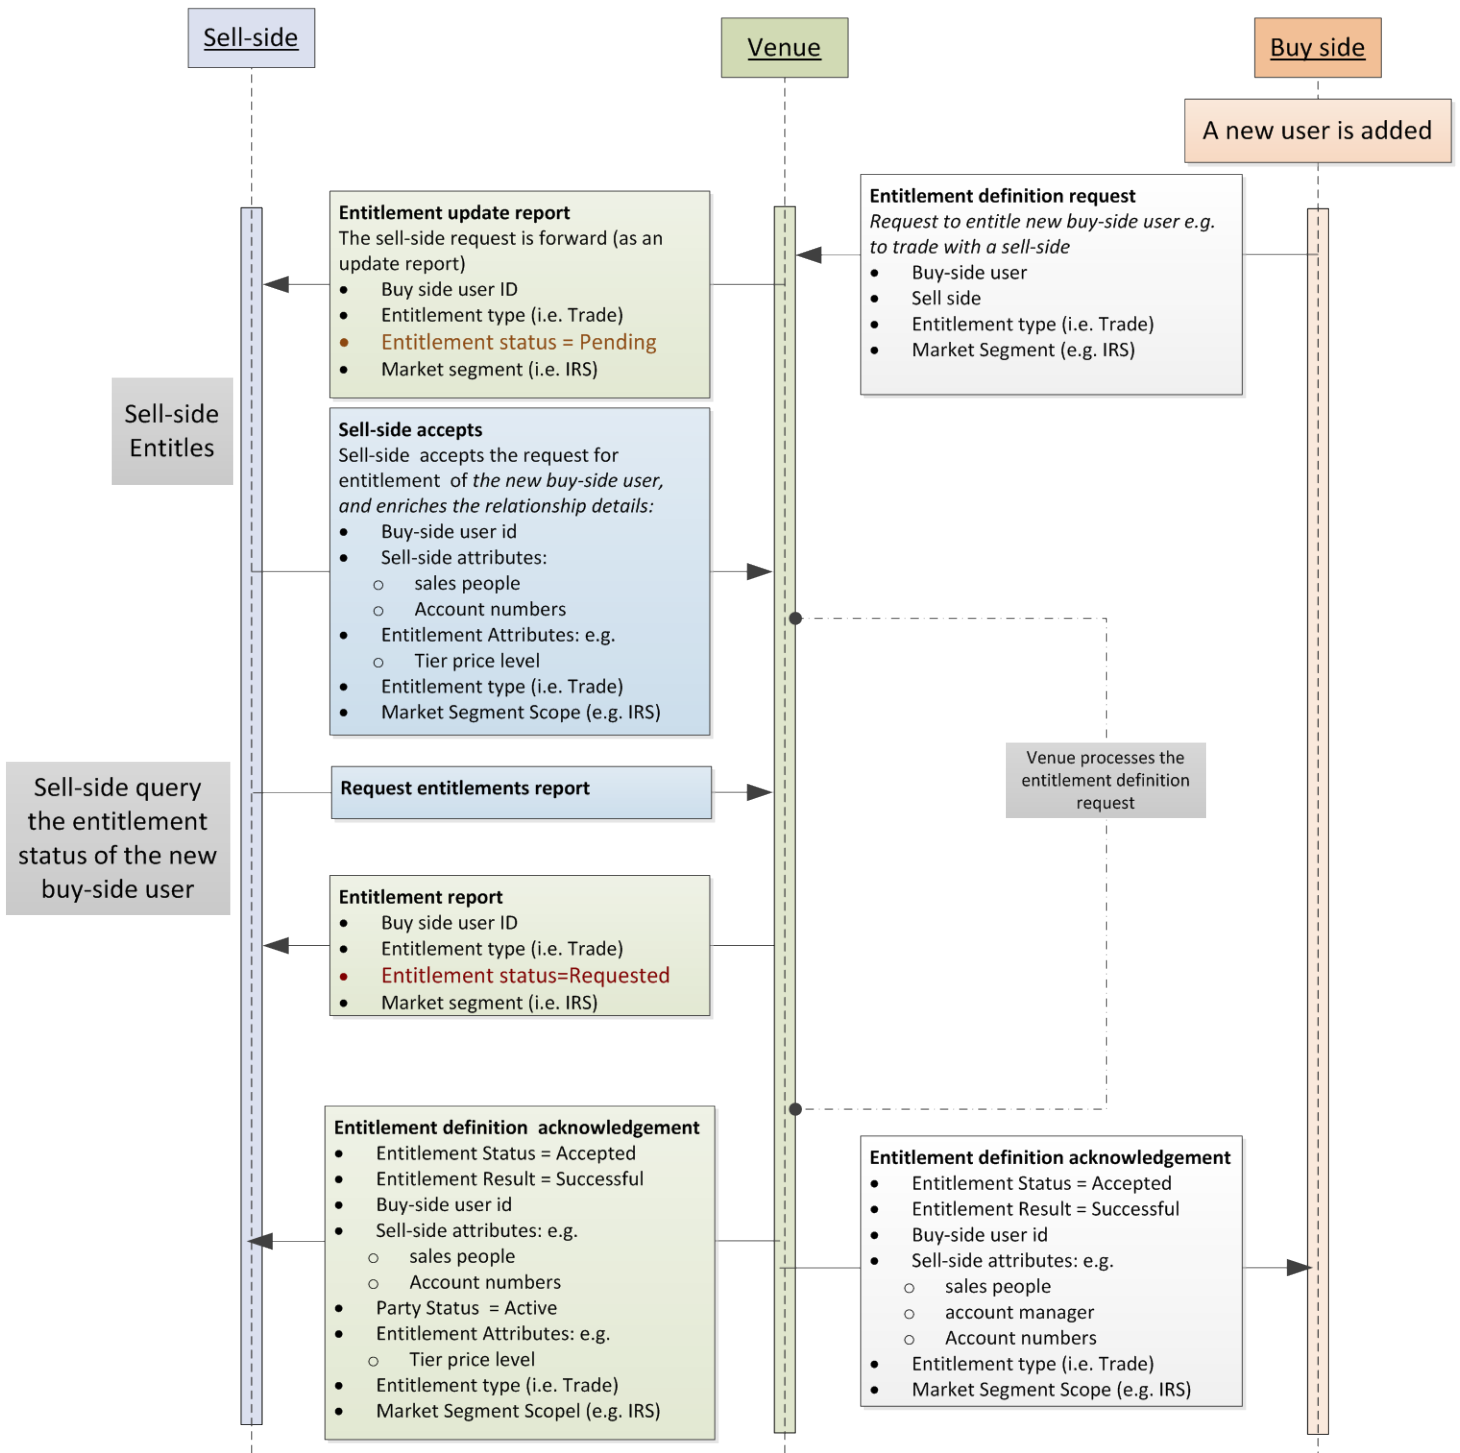 Sell-side
Venue
Buy side
A new user is added
Entitlement definition request
Request to entitle new buy-side user e.g.
to trade with a sell-side
• Buy-side user
• Sell side
• Entitlement type (i.e. Trade)
• Market Segment (e.g. IRS)
Entitlement update report
The sell-side request is forward (as an
update report)
• Buy side user ID
• Entitlement type (i.e. Trade)
• Entitlement status = Pending
• Market segment (i.e. IRS)
Sell-side
Entitles
Sell-side accepts
Sell-side accepts the request for
entitlement of the new buy-side user,
and enriches the relationship details:
• Buy-side user id
• Sell-side attributes:
o sales people
o Account numbers
• Entitlement Attributes: e.g.
o Tier price level
• Entitlement type (i.e. Trade)
• Market Segment Scope (e.g. IRS)
Venue processes the
entitlement definition
request
Sell-side query
the entitlement
status of the new
buy-side user
Request entitlements report
Entitlement report
• Buy side user ID
• Entitlement type (i.e. Trade)
• Entitlement status=Requested
• Market segment (i.e. IRS)
Entitlement definition acknowledgement
• Entitlement Status = Accepted
• Entitlement Result = Successful
• Buy-side user id
• Sell-side attributes: e.g.
o sales people
o Account numbers
• Party Status = Active
• Entitlement Attributes: e.g.
o Tier price level
• Entitlement type (i.e. Trade)
• Market Segment Scopel (e.g. IRS)
Entitlement definition acknowledgement
• Entitlement Status = Accepted
• Entitlement Result = Successful
• Buy-side user id
• Sell-side attributes: e.g.
o sales people
o account manager
o Account numbers
• Entitlement type (i.e. Trade)
• Market Segment Scope (e.g. IRS)